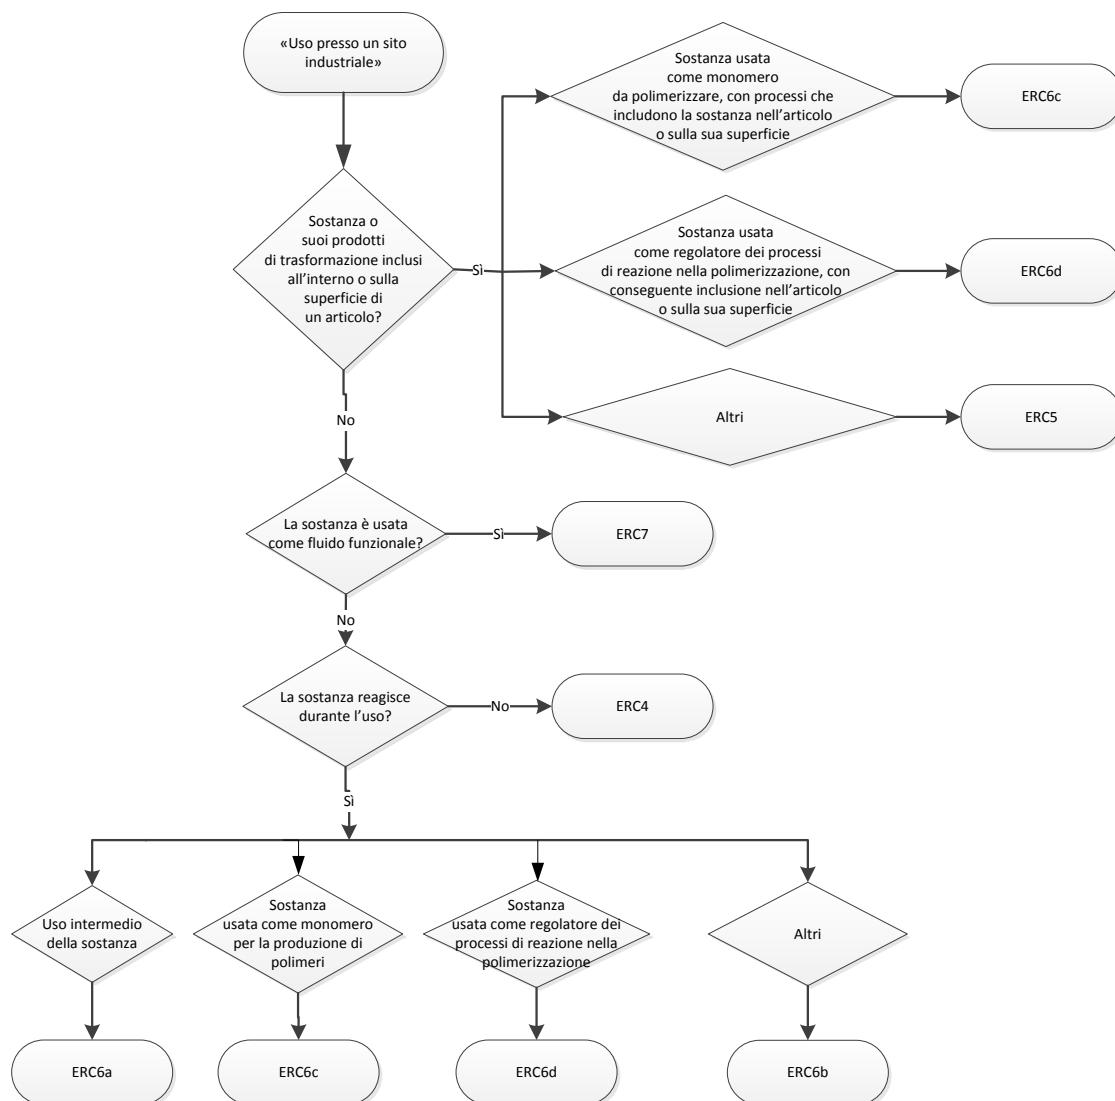 «Uso presso un sito
industriale»
Sostanza usata
come monomero
da polimerizzare, con processi che
includono la sostanza nell’articolo
o sulla sua superficie
ERC6c
Sostanza o
suoi prodotti
di trasformazione inclusi
all’interno o sulla
superficie di
un articolo?
Sì
Sostanza usata
come regolatore dei processi
di reazione nella polimerizzazione, con
conseguente inclusione nell’articolo
o sulla sua superficie
ERC6d
Altri
ERC5
No
La sostanza è usata
come fluido funzionale?
Sì
ERC7
No
La sostanza reagisce
durante l’uso?
No
ERC4
Sì
Uso intermedio
della sostanza
Sostanza
usata come monomero
per la produzione di
polimeri
Sostanza
usata come regolatore dei
processi di reazione nella
polimerizzazione
Altri
ERC6a
ERC6c
ERC6d
ERC6b